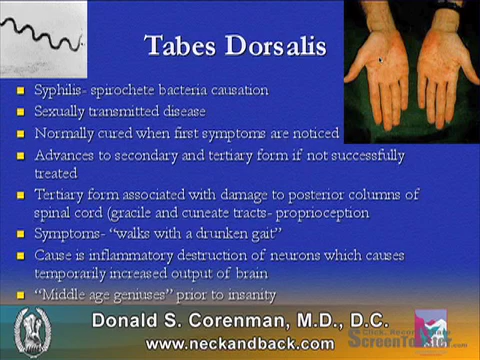 Tabes Dorsalis
Syphilis- spirochete bacteria causation
Sexually transmitted disease
Normally cured when first symptoms are noticed
Advances to secondary and tertiary form if not successfully
treated
Tertiary form associated with damage to posterior columns of
spinal cord (gracile and cuneate tracts- proprioception
Symptoms- “walks with a drunken gait”
Cause is inflammatory destruction of neurons which causes
temporarily increased output of brain
“Middle age geniuses” prior to insanity
Donald S. Corenman, M.D., D.C.
www.neckandback.com